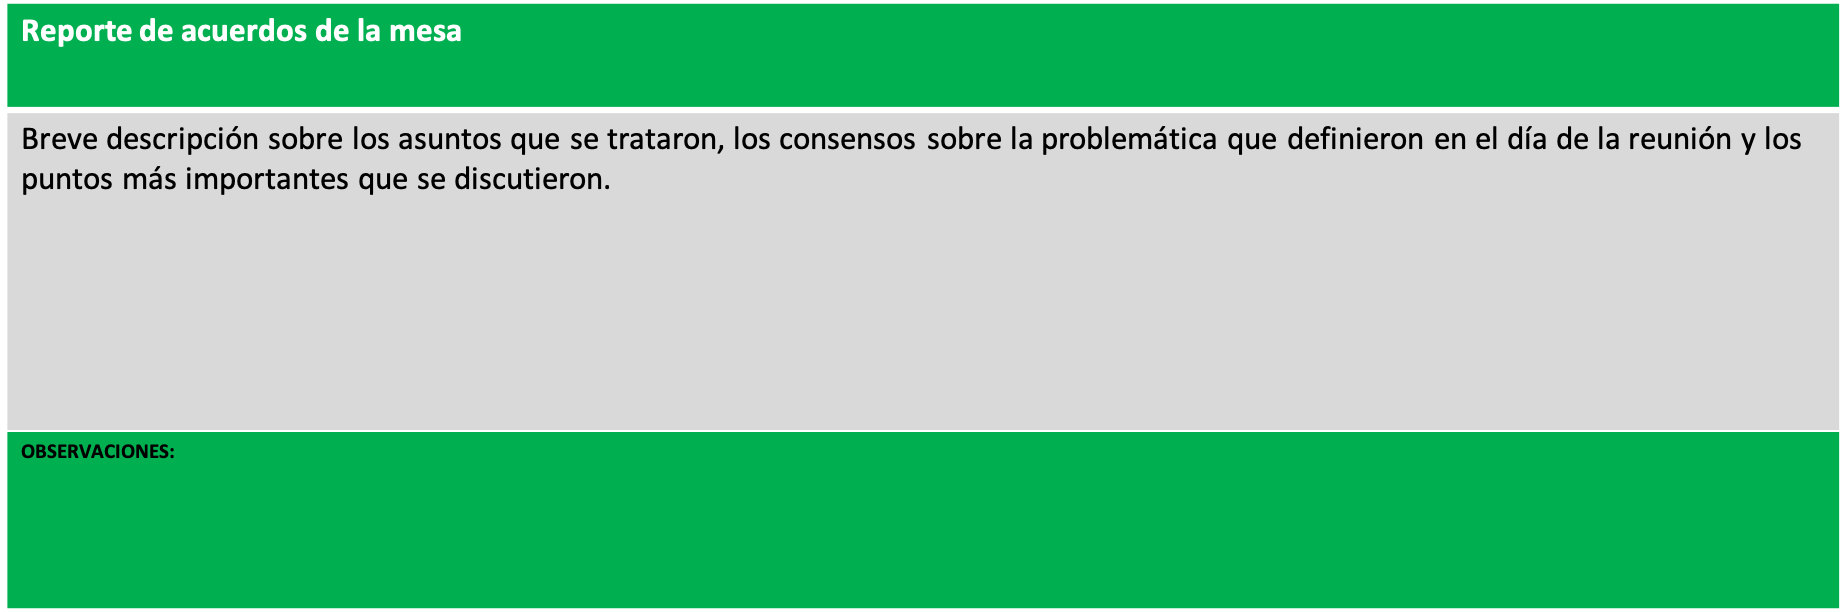 Reporte de acuerdos de la mesa
Breve descripción sobre los asuntos que se trataron, los consensos sobre la problemática que definieron en el día de la reunión y los
puntos más importantes que se discutieron.
OBSERVACIONES: